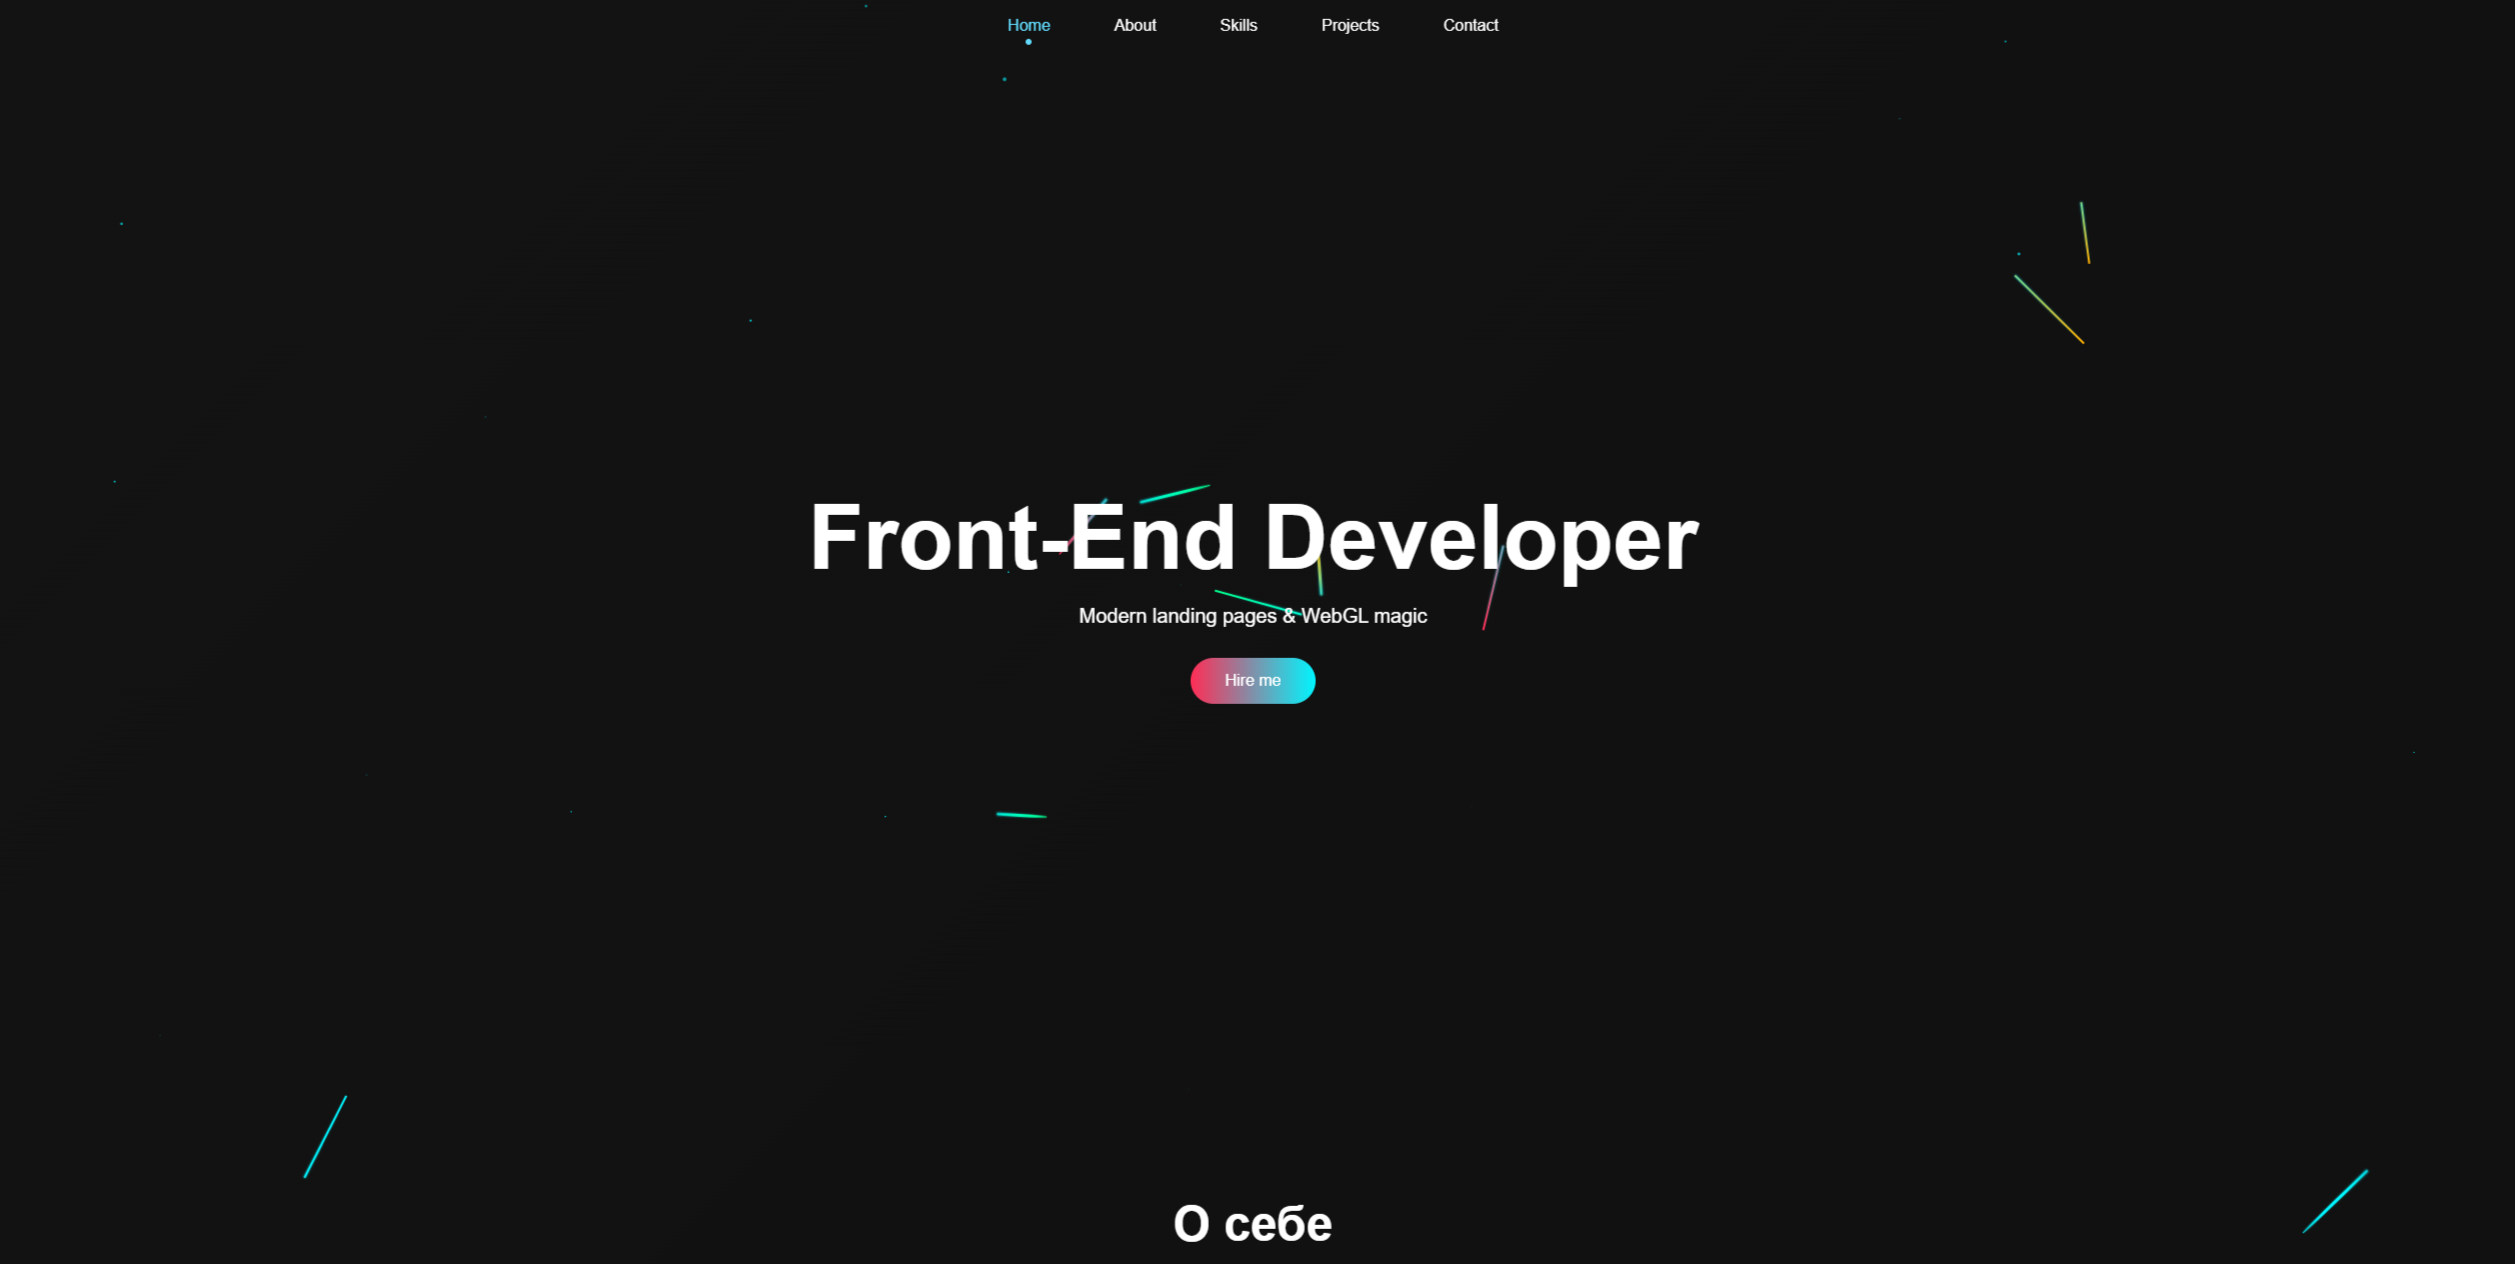 Home About Skills Projects Contact
Front-End Developer
Modern landing pages & WebGL magic
Hire me
О себе